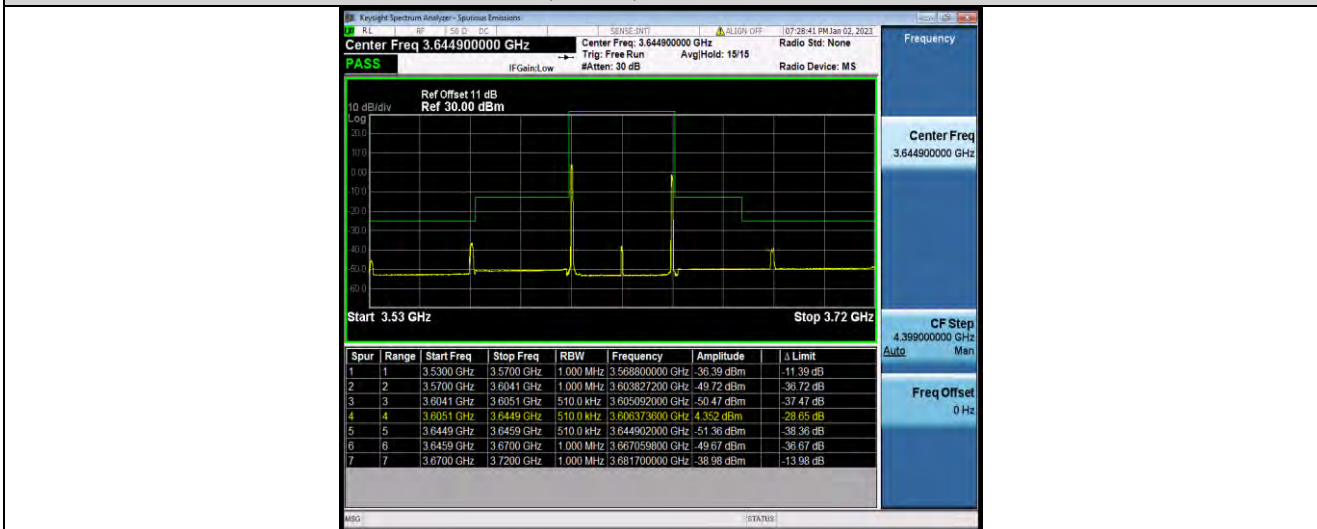 Keysight Spectrum Analyzer - Spurious Emissions
RL RF 50 Ω DC SENSE:INT ALIGN OFF 07:28:41 PM Jan 02, 2023
Center Freq 3.644900000 GHz
Center Freq: 3.644900000 GHz
Radio Std: None
Trig: Free Run Avg|Hold: 15/15
PASS
IFGain:Low
#Atten: 30 dB
Radio Device: MS
Ref Offset 11 dB
10 dB/div Ref 30.00 dBm
Log
20.0
10.0
0.00
-10.0
-20.0
-30.0
-40.0
-50.0
-60.0
Start 3.53 GHz Stop 3.72 GHz
Spur Range Start Freq Stop Freq RBW Frequency Amplitude Δ Limit
1 1 3.5300 GHz 3.5700 GHz 1.000 MHz 3.568800000 GHz -36.39 dBm -11.39 dB
2 2 3.5700 GHz 3.6041 GHz 1.000 MHz 3.603827200 GHz -49.72 dBm -36.72 dB
3 3 3.6041 GHz 3.6051 GHz 510.0 kHz 3.605092000 GHz -50.47 dBm -37.47 dB
4 4 3.6051 GHz 3.6449 GHz 510.0 kHz 3.606373600 GHz 4.352 dBm -28.65 dB
5 5 3.6449 GHz 3.6459 GHz 510.0 kHz 3.644902000 GHz -51.36 dBm -38.36 dB
6 6 3.6459 GHz 3.6700 GHz 1.000 MHz 3.667059800 GHz -49.67 dBm -36.67 dB
7 7 3.6700 GHz 3.7200 GHz 1.000 MHz 3.681700000 GHz -38.98 dBm -13.98 dB
MSG STATUS
Frequency
Center Freq
3.644900000 GHz
CF Step
4.399000000 GHz
Auto Man
Freq Offset
0 Hz